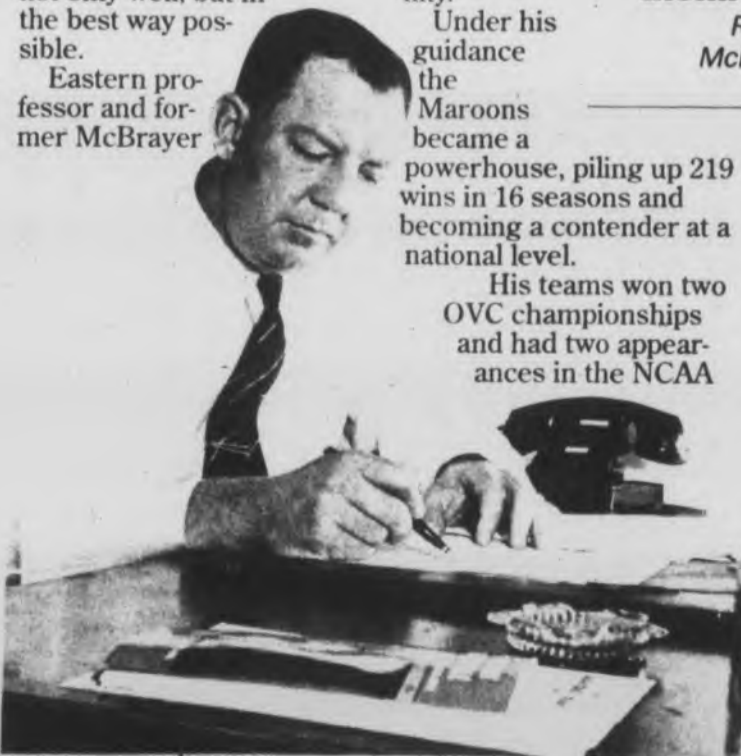 the best way pos-
sible.
Eastern pro-
fessor and for-
mer McBrayer
Under his
guidance
the
Maroons
became a
powerhouse, piling up 219
wins in 16 seasons and
becoming a contender at a
national level.
His teams won two
OVC championships
and had two appear-
ances in the NCAA